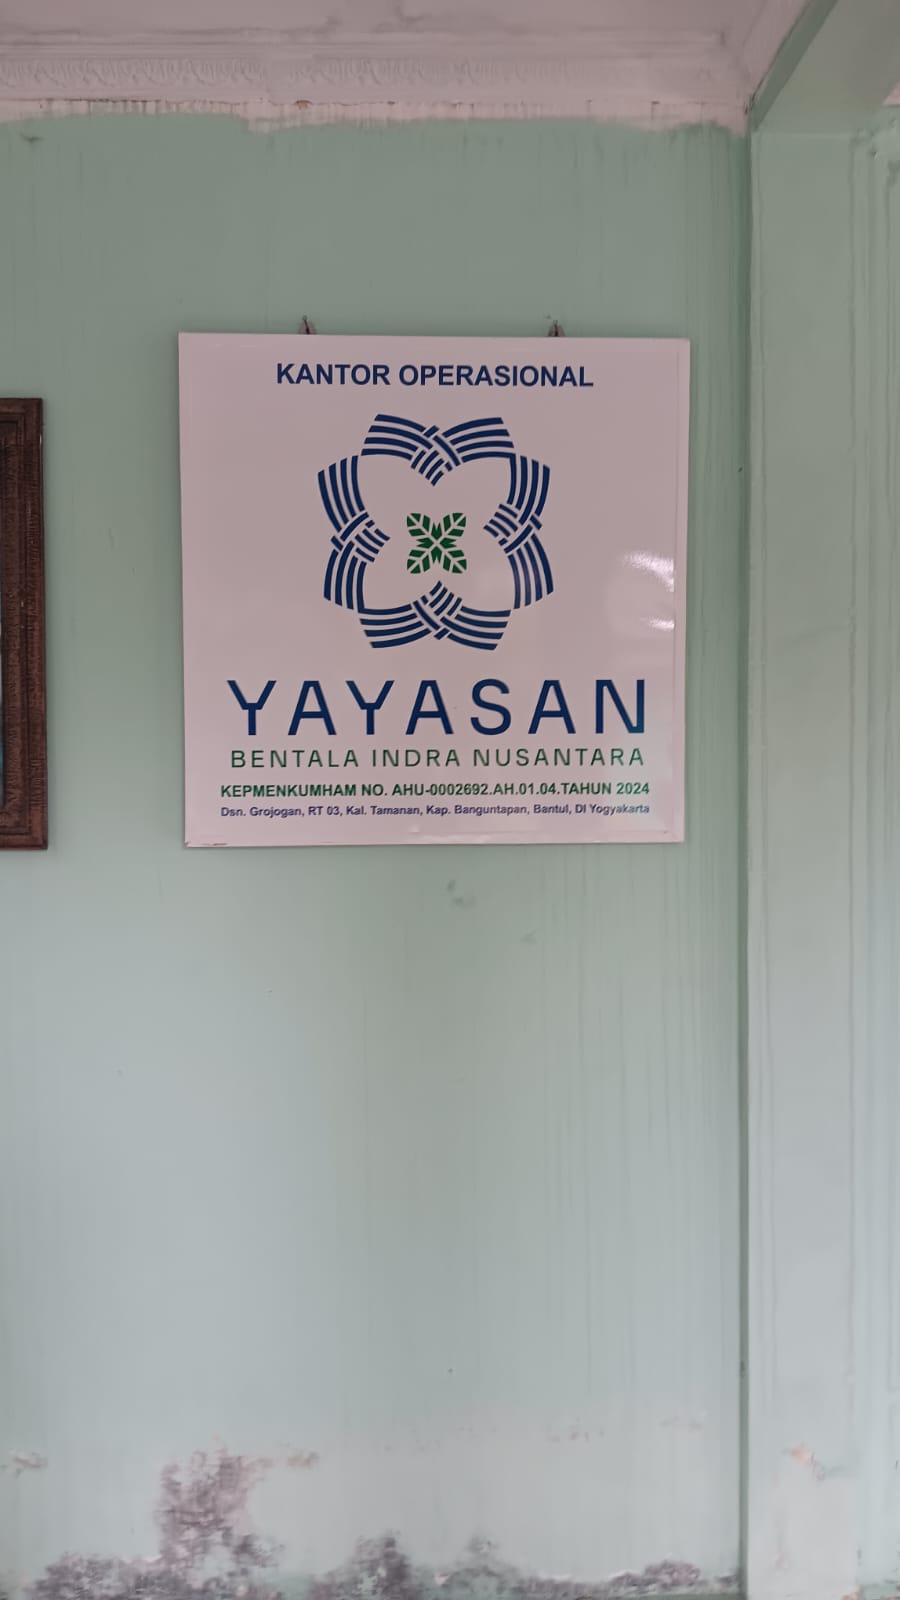 KANTOR OPERASIONAL
YAYASAN
BENTALA INDRA NUSANTARA
KEPMENKUMHAM NO. AHU-0002692.AH.01.04.TAHUN 2024
Dsn. Grojogan, RT 03, Kal. Tamanan, Kap. Banguntapan, Bantul, DI Yogyakarta